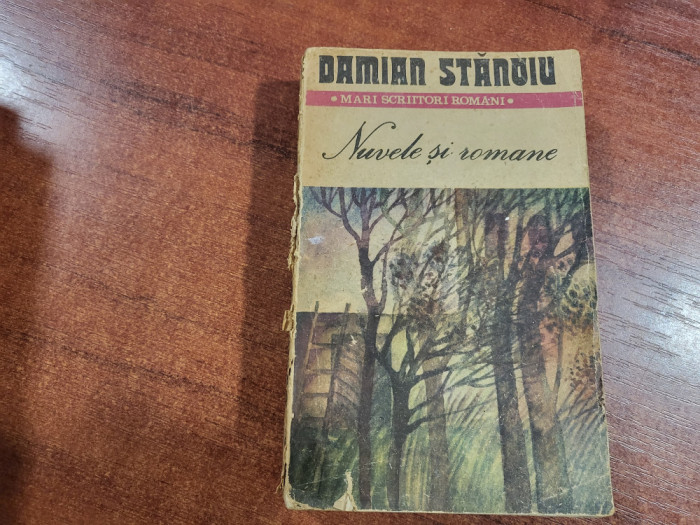 DAMIAN STĂNOIU
• MARI SCRIITORI ROMÂNI •
Nuvele și romane